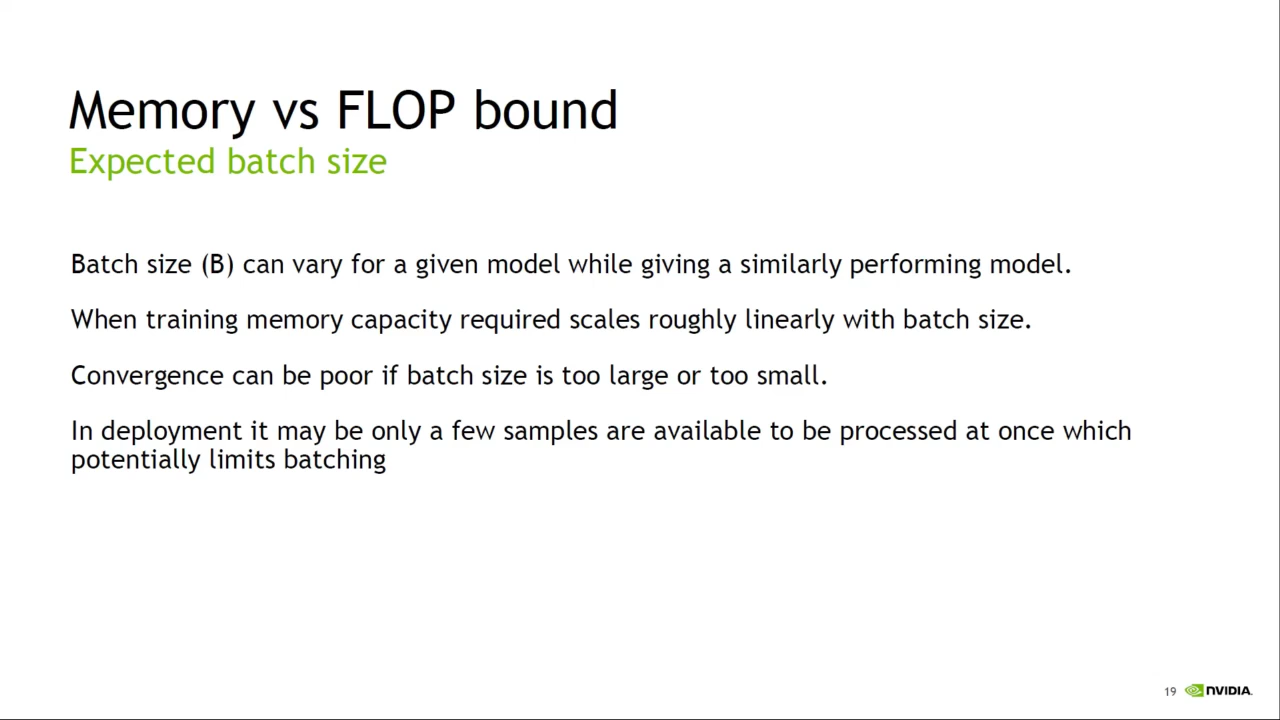 Memory vs FLOP bound
Expected batch size
Batch size (B) can vary for a given model while giving a similarly performing model.
When training memory capacity required scales roughly linearly with batch size.
Convergence can be poor if batch size is too large or too small.
In deployment it may be only a few samples are available to be processed at once which
potentially limits batching
19 NVIDIA.